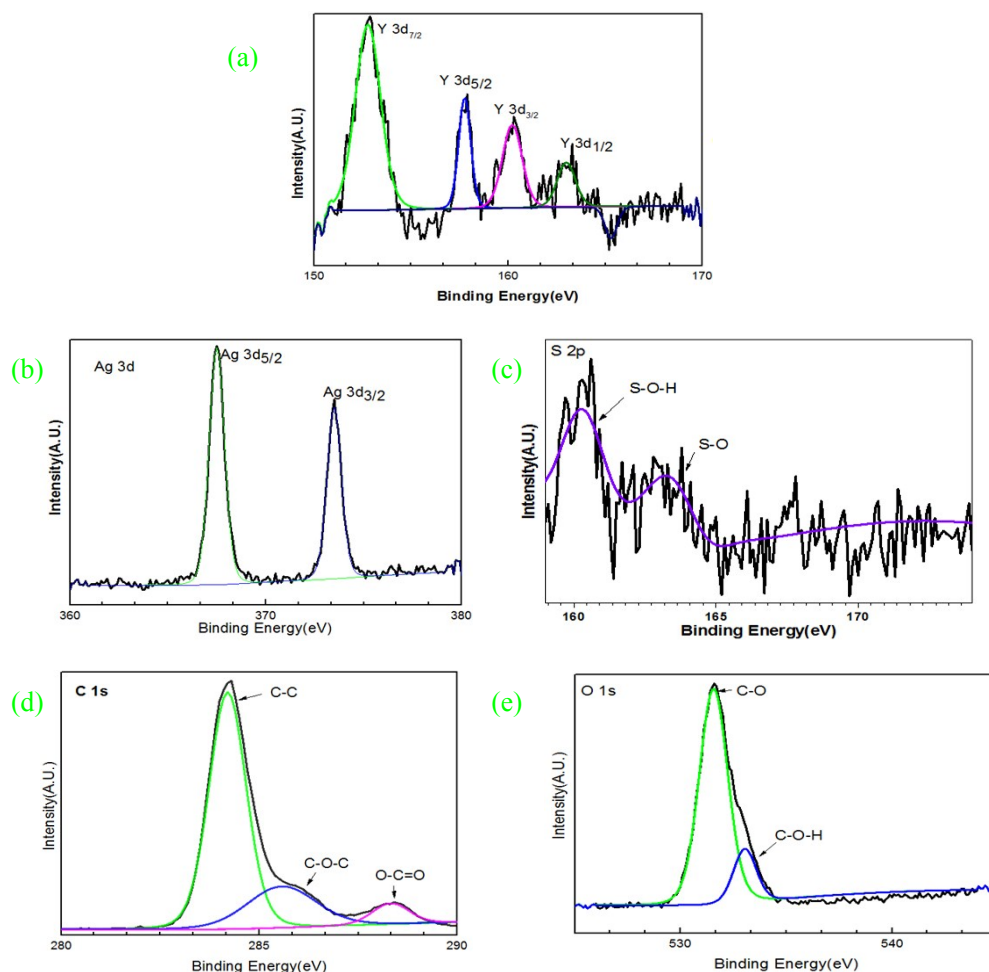 (a)
Y 3d7/2
Y 3d5/2
Y 3d3/2
Y 3d1/2
Intensity(A.U.)
150 160 170
Binding Energy(eV)
(b)
Ag 3d
Ag 3d5/2
Ag 3d3/2
Intensity(A.U.)
360 370 380
Binding Energy(eV)
(c)
S 2p
S-O-H
S-O
Intensity(A.U.)
160 165 170
Binding Energy(eV)
(d)
C 1s
C-C
C-O-C
O-C=O
Intensity(A.U.)
280 285 290
Binding Energy(eV)
(e)
O 1s
C-O
C-O-H
Intensity(A.U.)
530 540
Binding Energy(eV)